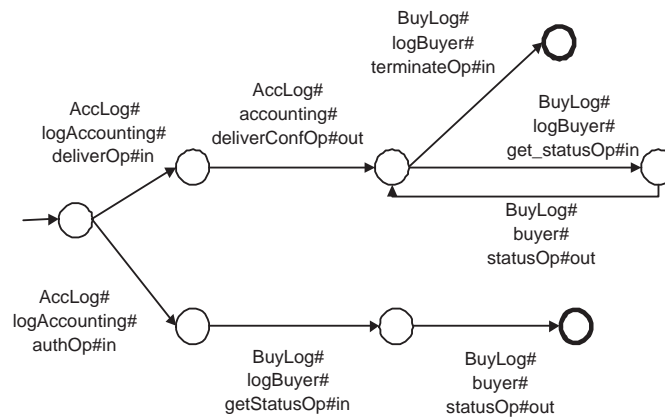 BuyLog#
logBuyer#
terminateOp#in
AccLog#
logAccounting#
deliverOp#in
AccLog#
accounting#
deliverConfOp#out
BuyLog#
logBuyer#
get_statusOp#in
BuyLog#
buyer#
statusOp#out
AccLog#
logAccounting#
authOp#in
BuyLog#
logBuyer#
getStatusOp#in
BuyLog#
buyer#
statusOp#out